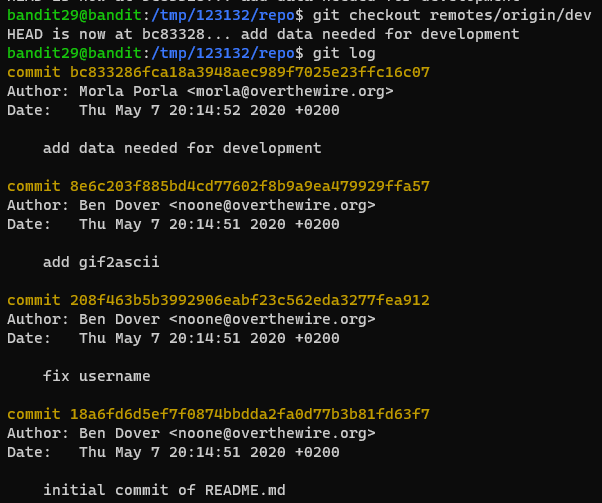 bandit29@bandit:/tmp/123132/repo$ git checkout remotes/origin/dev
HEAD is now at bc83328... add data needed for development
bandit29@bandit:/tmp/123132/repo$ git log
commit bc833286fca18a3948aec989f7025e23ffc16c07
Author: Morla Porla <morla@overthewire.org>
Date:   Thu May 7 20:14:52 2020 +0200
    add data needed for development
commit 8e6c203f885bd4cd77602f8b9a9ea479929ffa57
Author: Ben Dover <noone@overthewire.org>
Date:   Thu May 7 20:14:51 2020 +0200
    add gif2ascii
commit 208f463b5b3992906eabf23c562eda3277fea912
Author: Ben Dover <noone@overthewire.org>
Date:   Thu May 7 20:14:51 2020 +0200
    fix username
commit 18a6fd6d5ef7f0874bbdda2fa0d77b3b81fd63f7
Author: Ben Dover <noone@overthewire.org>
Date:   Thu May 7 20:14:51 2020 +0200
    initial commit of README.md